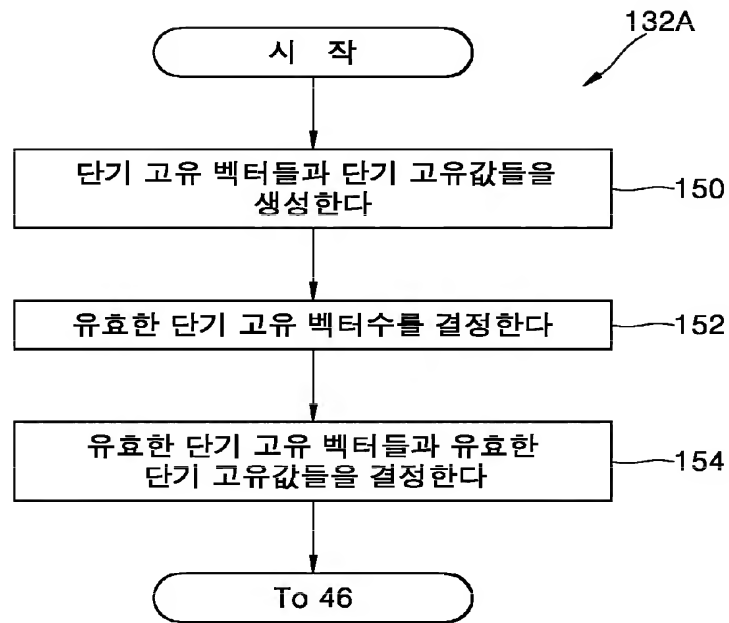 132A
시 작
단기 고유 벡터들과 단기 고유값들을
생성한다
150
유효한 단기 고유 벡터수를 결정한다
152
유효한 단기 고유 벡터들과 유효한
단기 고유값들을 결정한다
154
To 46